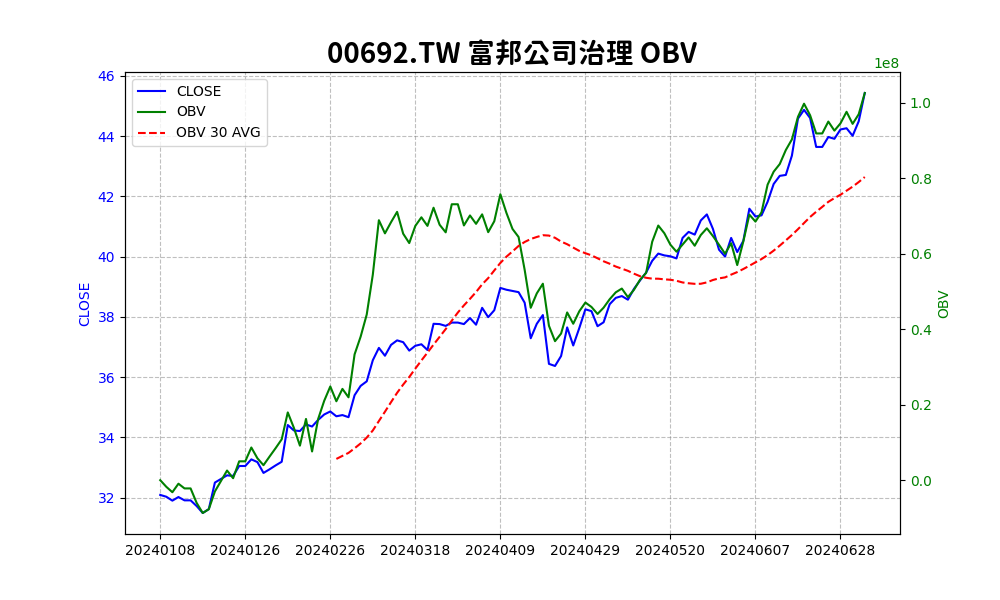 00692.TW 富邦公司治理 OBV
1e8
CLOSE
OBV
OBV 30 AVG
46
44
42
40
38
36
34
32
CLOSE
1.0
0.8
0.6
0.4
0.2
0.0
OBV
20240108 20240126 20240226 20240318 20240409 20240429 20240520 20240607 20240628